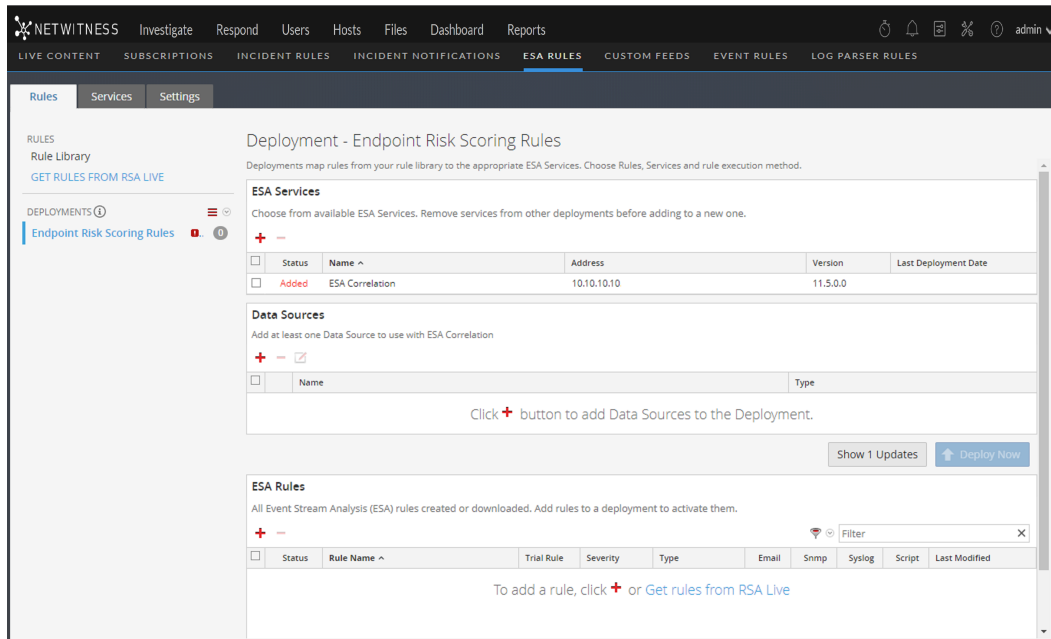 NETWITNESS Investigate Respond Users Hosts Files Dashboard Reports admin
LIVE CONTENT SUBSCRIPTIONS INCIDENT RULES INCIDENT NOTIFICATIONS ESA RULES CUSTOM FEEDS EVENT RULES LOG PARSER RULES
Rules Services Settings
RULES
Rule Library
GET RULES FROM RSA LIVE
DEPLOYMENTS
Endpoint Risk Scoring Rules 0
Deployment - Endpoint Risk Scoring Rules
Deployments map rules from your rule library to the appropriate ESA Services. Choose Rules, Services and rule execution method.
ESA Services
Choose from available ESA Services. Remove services from other deployments before adding to a new one.
Status Name Address Version Last Deployment Date
Added ESA Correlation 10.10.10.10 11.5.0.0
Data Sources
Add at least one Data Source to use with ESA Correlation
Name Type
Click + button to add Data Sources to the Deployment.
Show 1 Updates Deploy Now
ESA Rules
All Event Stream Analysis (ESA) rules created or downloaded. Add rules to a deployment to activate them.
Filter
Status Rule Name Trial Rule Severity Type Email Snmp Syslog Script Last Modified
To add a rule, click + or Get rules from RSA Live